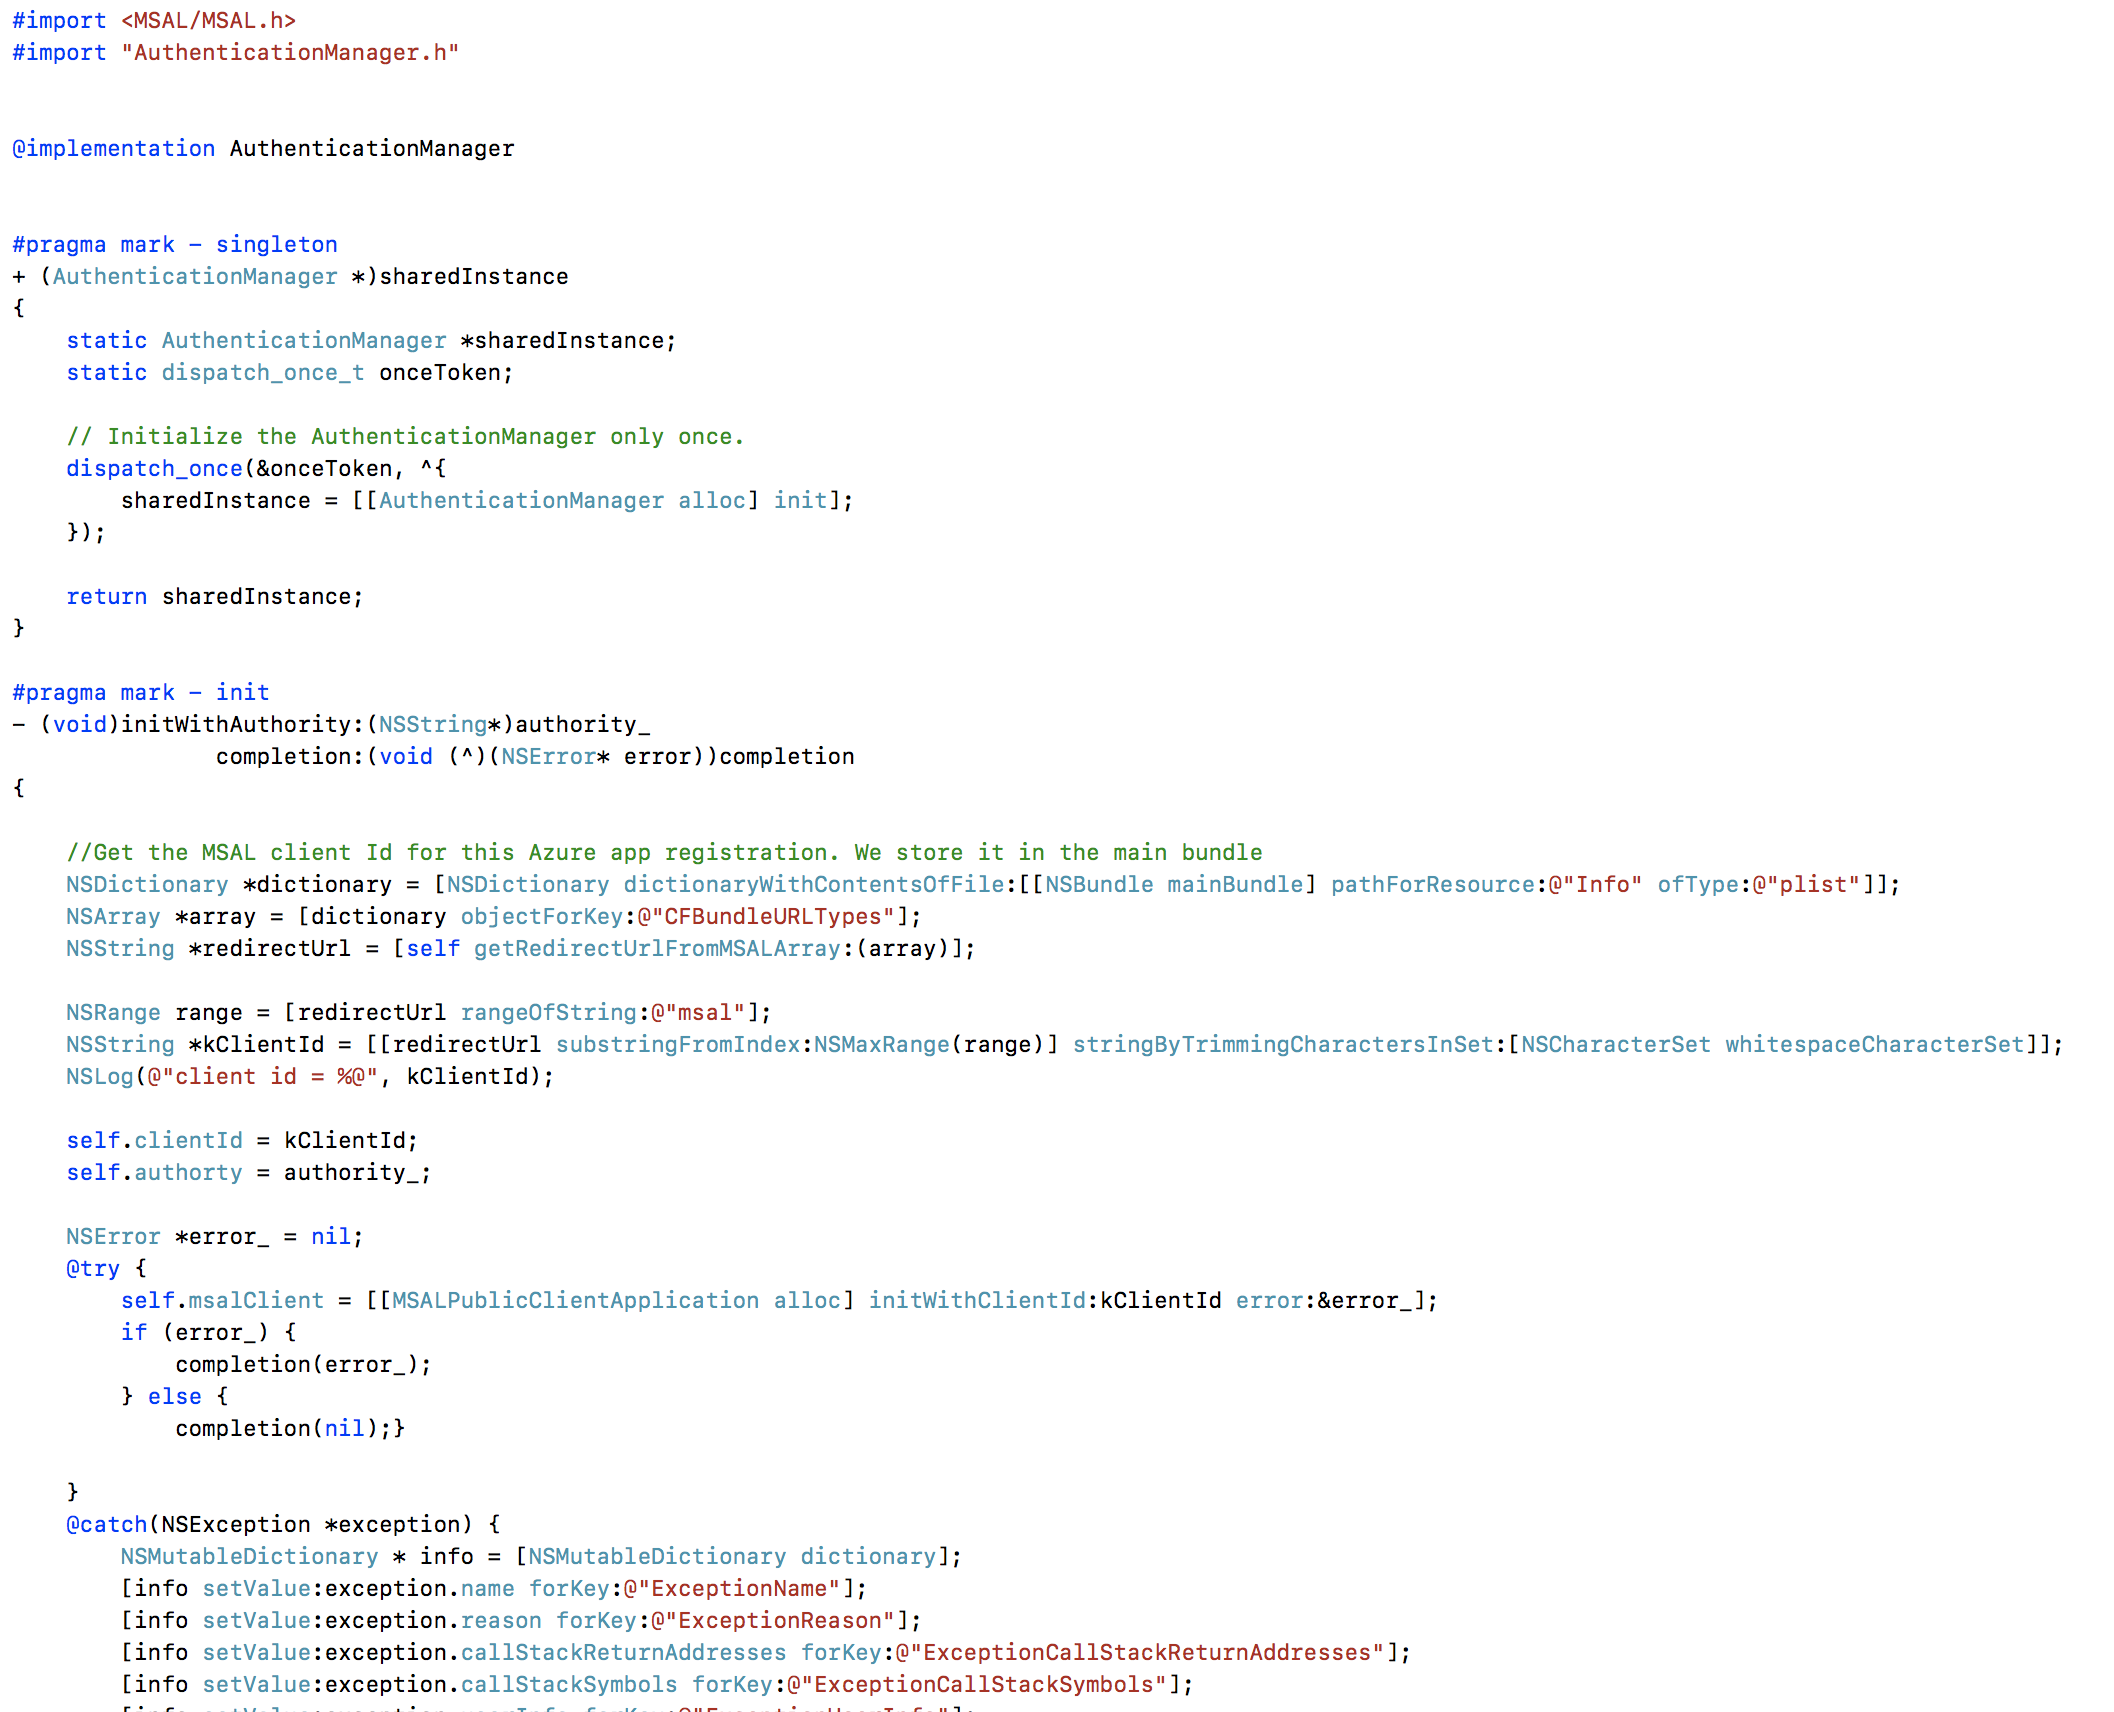 #import <MSAL/MSAL.h>
#import "AuthenticationManager.h"
@implementation AuthenticationManager
#pragma mark – singleton
+ (AuthenticationManager *)sharedInstance
{
    static AuthenticationManager *sharedInstance;
    static dispatch_once_t onceToken;
    // Initialize the AuthenticationManager only once.
    dispatch_once(&onceToken, ^{
        sharedInstance = [[AuthenticationManager alloc] init];
    });
    return sharedInstance;
}
#pragma mark – init
– (void)initWithAuthority:(NSString*)authority_
               completion:(void (^)(NSError* error))completion
{
    //Get the MSAL client Id for this Azure app registration. We store it in the main bundle
    NSDictionary *dictionary = [NSDictionary dictionaryWithContentsOfFile:[[NSBundle mainBundle] pathForResource:@"Info" ofType:@"plist"]];
    NSArray *array = [dictionary objectForKey:@"CFBundleURLTypes"];
    NSString *redirectUrl = [self getRedirectUrlFromMSALArray:(array)];
    NSRange range = [redirectUrl rangeOfString:@"msal"];
    NSString *kClientId = [[redirectUrl substringFromIndex:NSMaxRange(range)] stringByTrimmingCharactersInSet:[NSCharacterSet whitespaceCharacterSet]];
    NSLog(@"client id = %@", kClientId);
    self.clientId = kClientId;
    self.authorty = authority_;
    NSError *error_ = nil;
    @try {
        self.msalClient = [[MSALPublicClientApplication alloc] initWithClientId:kClientId error:&error_];
        if (error_) {
            completion(error_);
        } else {
            completion(nil);}
    }
    @catch(NSException *exception) {
        NSMutableDictionary * info = [NSMutableDictionary dictionary];
        [info setValue:exception.name forKey:@"ExceptionName"];
        [info setValue:exception.reason forKey:@"ExceptionReason"];
        [info setValue:exception.callStackReturnAddresses forKey:@"ExceptionCallStackReturnAddresses"];
        [info setValue:exception.callStackSymbols forKey:@"ExceptionCallStackSymbols"];